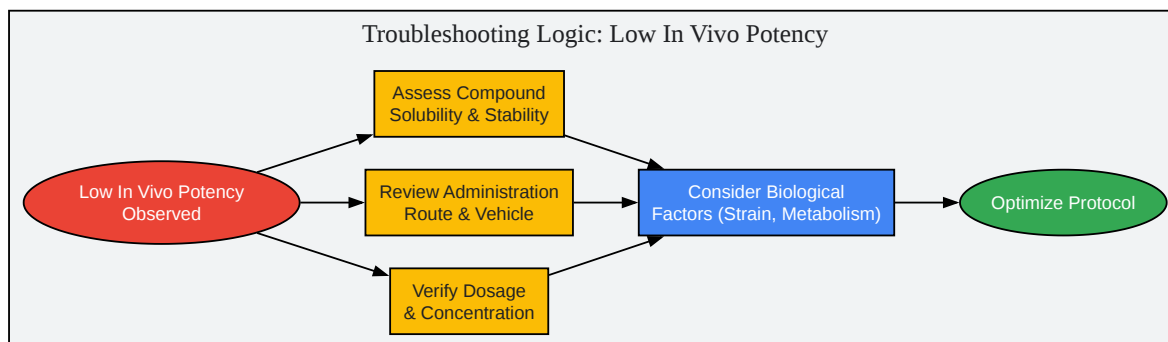 Troubleshooting Logic: Low In Vivo Potency
Assess Compound
Solubility & Stability
Low In Vivo Potency
Observed
Review Administration
Route & Vehicle
Consider Biological
Factors (Strain, Metabolism)
Optimize Protocol
Verify Dosage
& Concentration